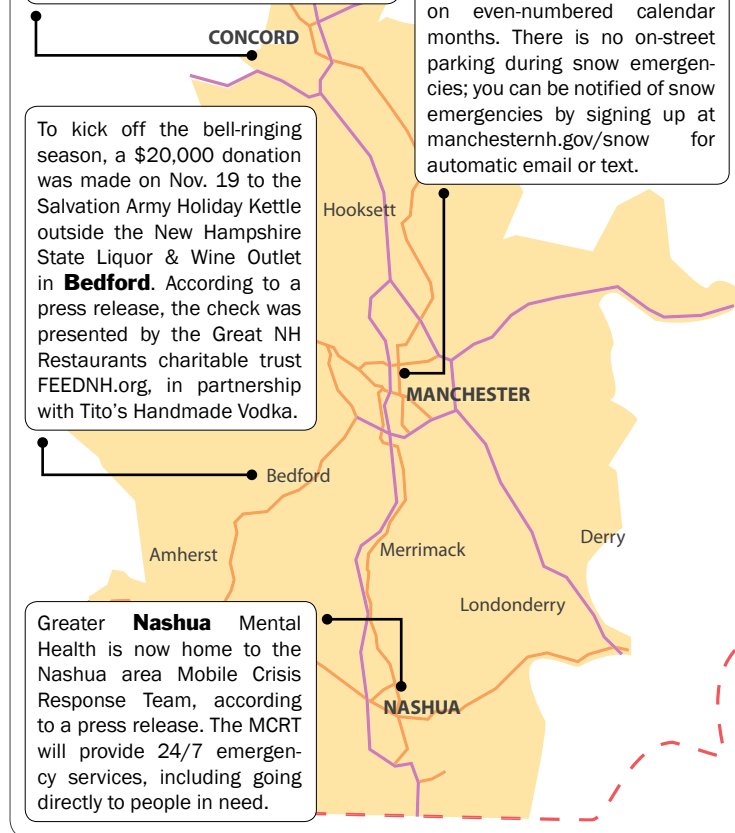 on even-numbered calendar
months. There is no on-street
parking during snow emergen-
cies; you can be notified of snow
emergencies by signing up at
manchesternh.gov/snow for
automatic email or text.
CONCORD
To kick off the bell-ringing
season, a $20,000 donation
was made on Nov. 19 to the
Salvation Army Holiday Kettle
outside the New Hampshire
State Liquor & Wine Outlet
in Bedford. According to a
press release, the check was
presented by the Great NH
Restaurants charitable trust
FEEDNH.org, in partnership
with Tito's Handmade Vodka.
Hooksett
MANCHESTER
Bedford
Amherst
Merrimack
Derry
Londonderry
Greater Nashua Mental
Health is now home to the
Nashua area Mobile Crisis
Response Team, according
to a press release. The MCRT
will provide 24/7 emergen-
cy services, including going
directly to people in need.
NASHUA